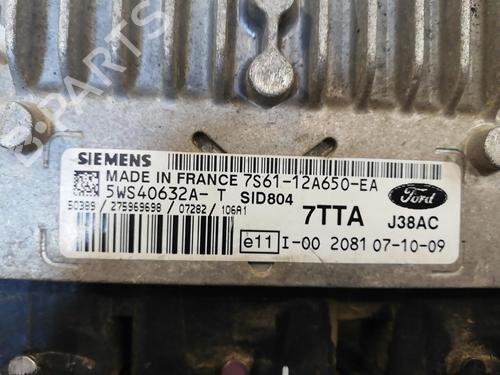 SIEMENS
MADE IN FRANCE 7S61-12A650-EA
5WS40632A- T SID804
50389 / 275969698 / 07282 / 106A1
7TTA
Ford
J38AC
e11 I-00 2081 07-10-09
B-PARTS